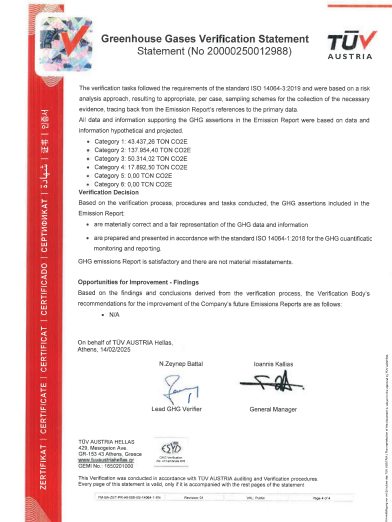 Greenhouse Gases Verification Statement
Statement (No 20000250012988)
TÜV
AUSTRIA
The verification tasks followed the requirements of the standard ISO 14064-3:2019 and were based on a risk
analysis approach, resulting to appropriate, per case, sampling schemes for the collection of the necessary
evidence, tracing back from the Emission Report's references to the primary data.
All data and information supporting the GHG assertions in the Emission Report were based on data and
information hypothetical and projected.
• Category 1: 43.437,26 TON CO2E
• Category 2: 137.954,40 TON CO2E
• Category 3: 50.314,02 TON CO2E
• Category 4: 17.892,50 TON CO2E
• Category 5: 0,00 TON CO2E
• Category 6: 0,00 TON CO2E
Verification Decision
Based on the verification process, procedures and tasks conducted, the GHG assertions included in the
Emission Report:
• are materially correct and a fair representation of the GHG data and information
• are prepared and presented in accordance with the standard ISO 14064-1:2018 for the GHG quantificatic
monitoring and reporting.
GHG emissions Report is satisfactory and there are not material misstatements.
Opportunities for Improvement - Findings
Based on the findings and conclusions derived from the verification process, the Verification Body's
recommendations for the improvement of the Company's future Emissions Reports are as follows:
• N/A
On behalf of TÜV AUSTRIA Hellas,
Athens, 14/02/2025
N.Zeynep Battal
Ioannis Kallias
Lead GHG Verifier
General Manager
TÜV AUSTRIA HELLAS
429, Mesogeion Ave.
GR-153 43 Athens, Greece
www.tuvaustriahellas.gr
GEMI No.: 1650201000
ESYD
This Verification was conducted in accordance with TÜV AUSTRIA auditing and Verification procedures.
Every page of this statement is valid, only if it is accompanied with the rest pages of the statement
Revision: 01
Page 4 of 4
ZERTIFIKAT | CERTIFICATE | CERTIFICAT | CERTIFICADO | СЕРТИФИКАТ | شهادة | 証書 | 인증서